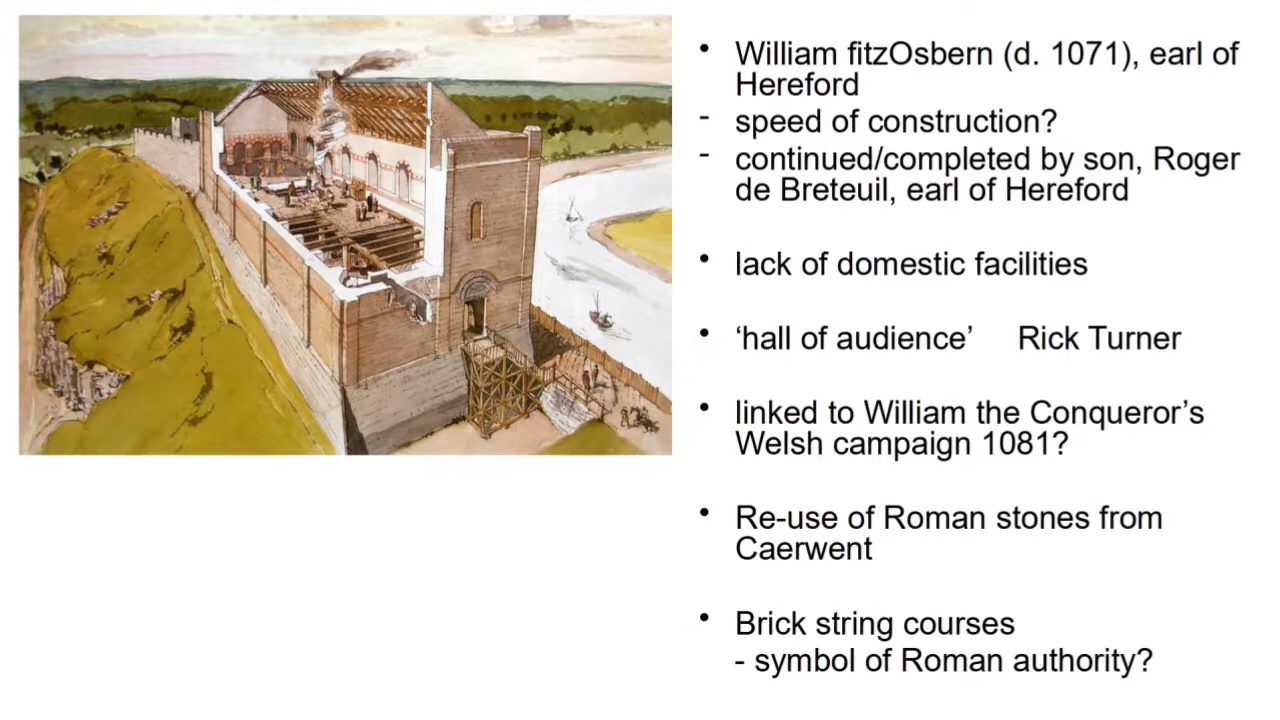 • William fitzOsbern (d. 1071), earl of
Hereford
- speed of construction?
- continued/completed by son, Roger
de Breteuil, earl of Hereford
• lack of domestic facilities
• ‘hall of audience’ Rick Turner
• linked to William the Conqueror’s
Welsh campaign 1081?
• Re-use of Roman stones from
Caerwent
• Brick string courses
- symbol of Roman authority?